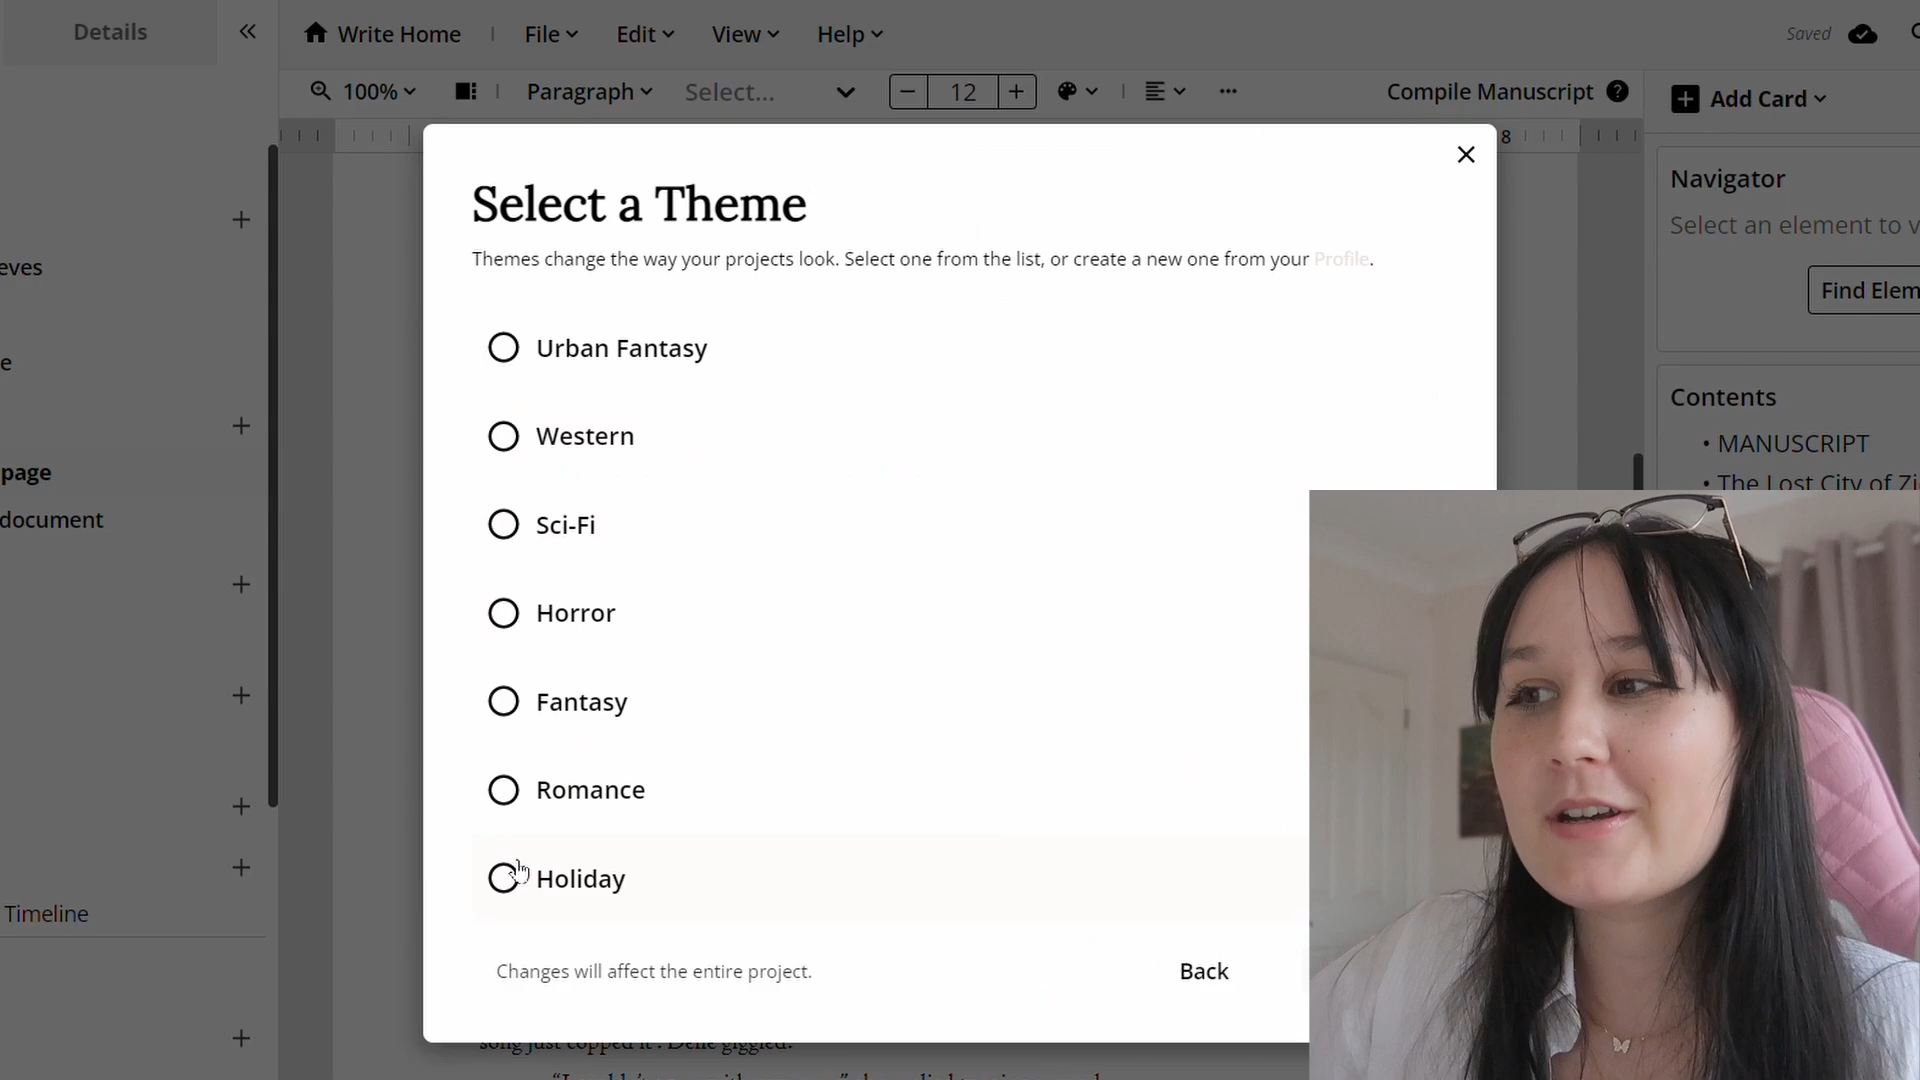 Details
Write Home
File
Edit
View
Help
Saved
100%
Paragraph
Select...
12
Compile Manuscript
Add Card
8
Select a Theme
Themes change the way your projects look. Select one from the list, or create a new one from your Profile.
Urban Fantasy
Western
Sci-Fi
Horror
Fantasy
Romance
Holiday
Changes will affect the entire project.
Back
Navigator
Select an element to v
Find Elem
Contents
• MANUSCRIPT
• The Lost City of Zi
eves
e
page
document
Timeline